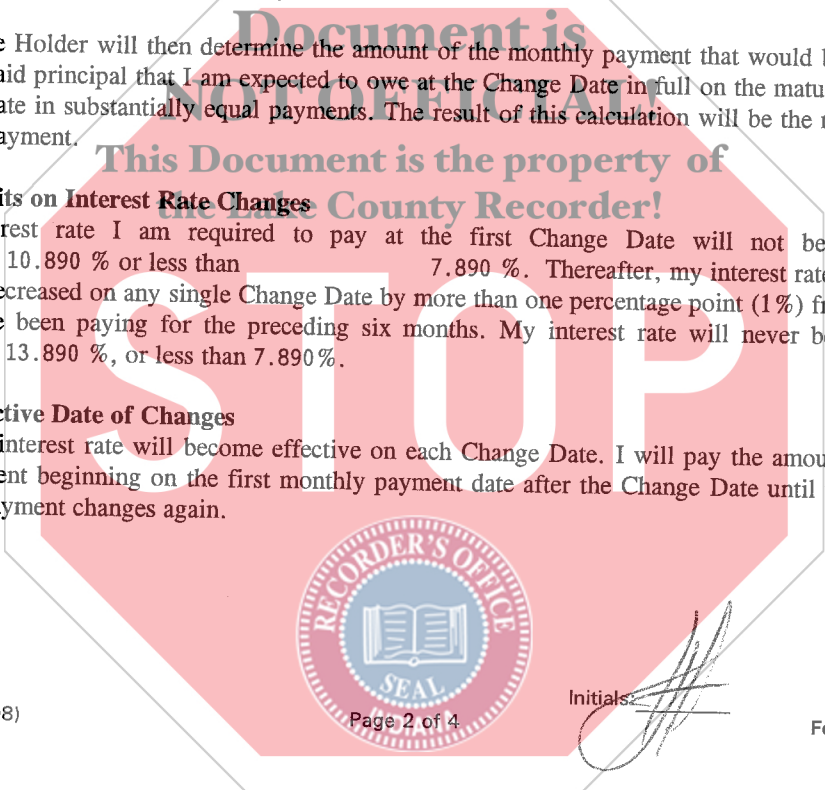 Document is
e Holder will then determine the amount of the monthly payment that would b
aid principal that I am expected to owe at the Change Date in full on the matu
NOT OFFICIAL!
ate in substantially equal payments. The result of this calculation will be the n
ayment.
This Document is the property of
its on Interest Rate Changes
the Lake County Recorder!
rest rate I am required to pay at the first Change Date will not be
10.890 % or less than 7.890 %. Thereafter, my interest rate
ecreased on any single Change Date by more than one percentage point (1%) fr
e been paying for the preceding six months. My interest rate will never b
13.890 %, or less than 7.890%.
STOP
ctive Date of Changes
interest rate will become effective on each Change Date. I will pay the amou
ent beginning on the first monthly payment date after the Change Date until
yment changes again.
RECORDER'S OFFICE
SEAL
INDIANA
Initials:
8)
Page 2 of 4
Fo